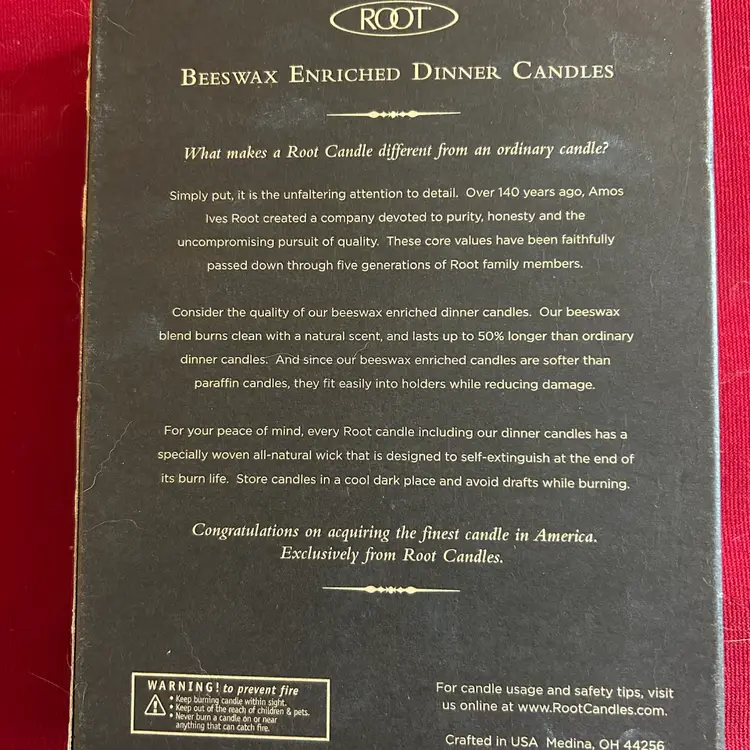 ROOT
BEESWAX ENRICHED DINNER CANDLES
What makes a Root Candle different from an ordinary candle?
Simply put, it is the unfaltering attention to detail. Over 140 years ago, Amos
Ives Root created a company devoted to purity, honesty and the
uncompromising pursuit of quality. These core values have been faithfully
passed down through five generations of Root family members.
Consider the quality of our beeswax enriched dinner candles. Our beeswax
blend burns clean with a natural scent, and lasts up to 50% longer than ordinary
dinner candles. And since our beeswax enriched candles are softer than
paraffin candles, they fit easily into holders while reducing damage.
For your peace of mind, every Root candle including our dinner candles has a
specially woven all-natural wick that is designed to self-extinguish at the end of
its burn life. Store candles in a cool dark place and avoid drafts while burning.
Congratulations on acquiring the finest candle in America.
Exclusively from Root Candles.
WARNING! to prevent fire
• Keep burning candle within sight.
• Keep out of the reach of children & pets.
• Never burn a candle on or near
anything that can catch fire.
For candle usage and safety tips, visit
us online at www.RootCandles.com.
Crafted in USA Medina, OH 44256